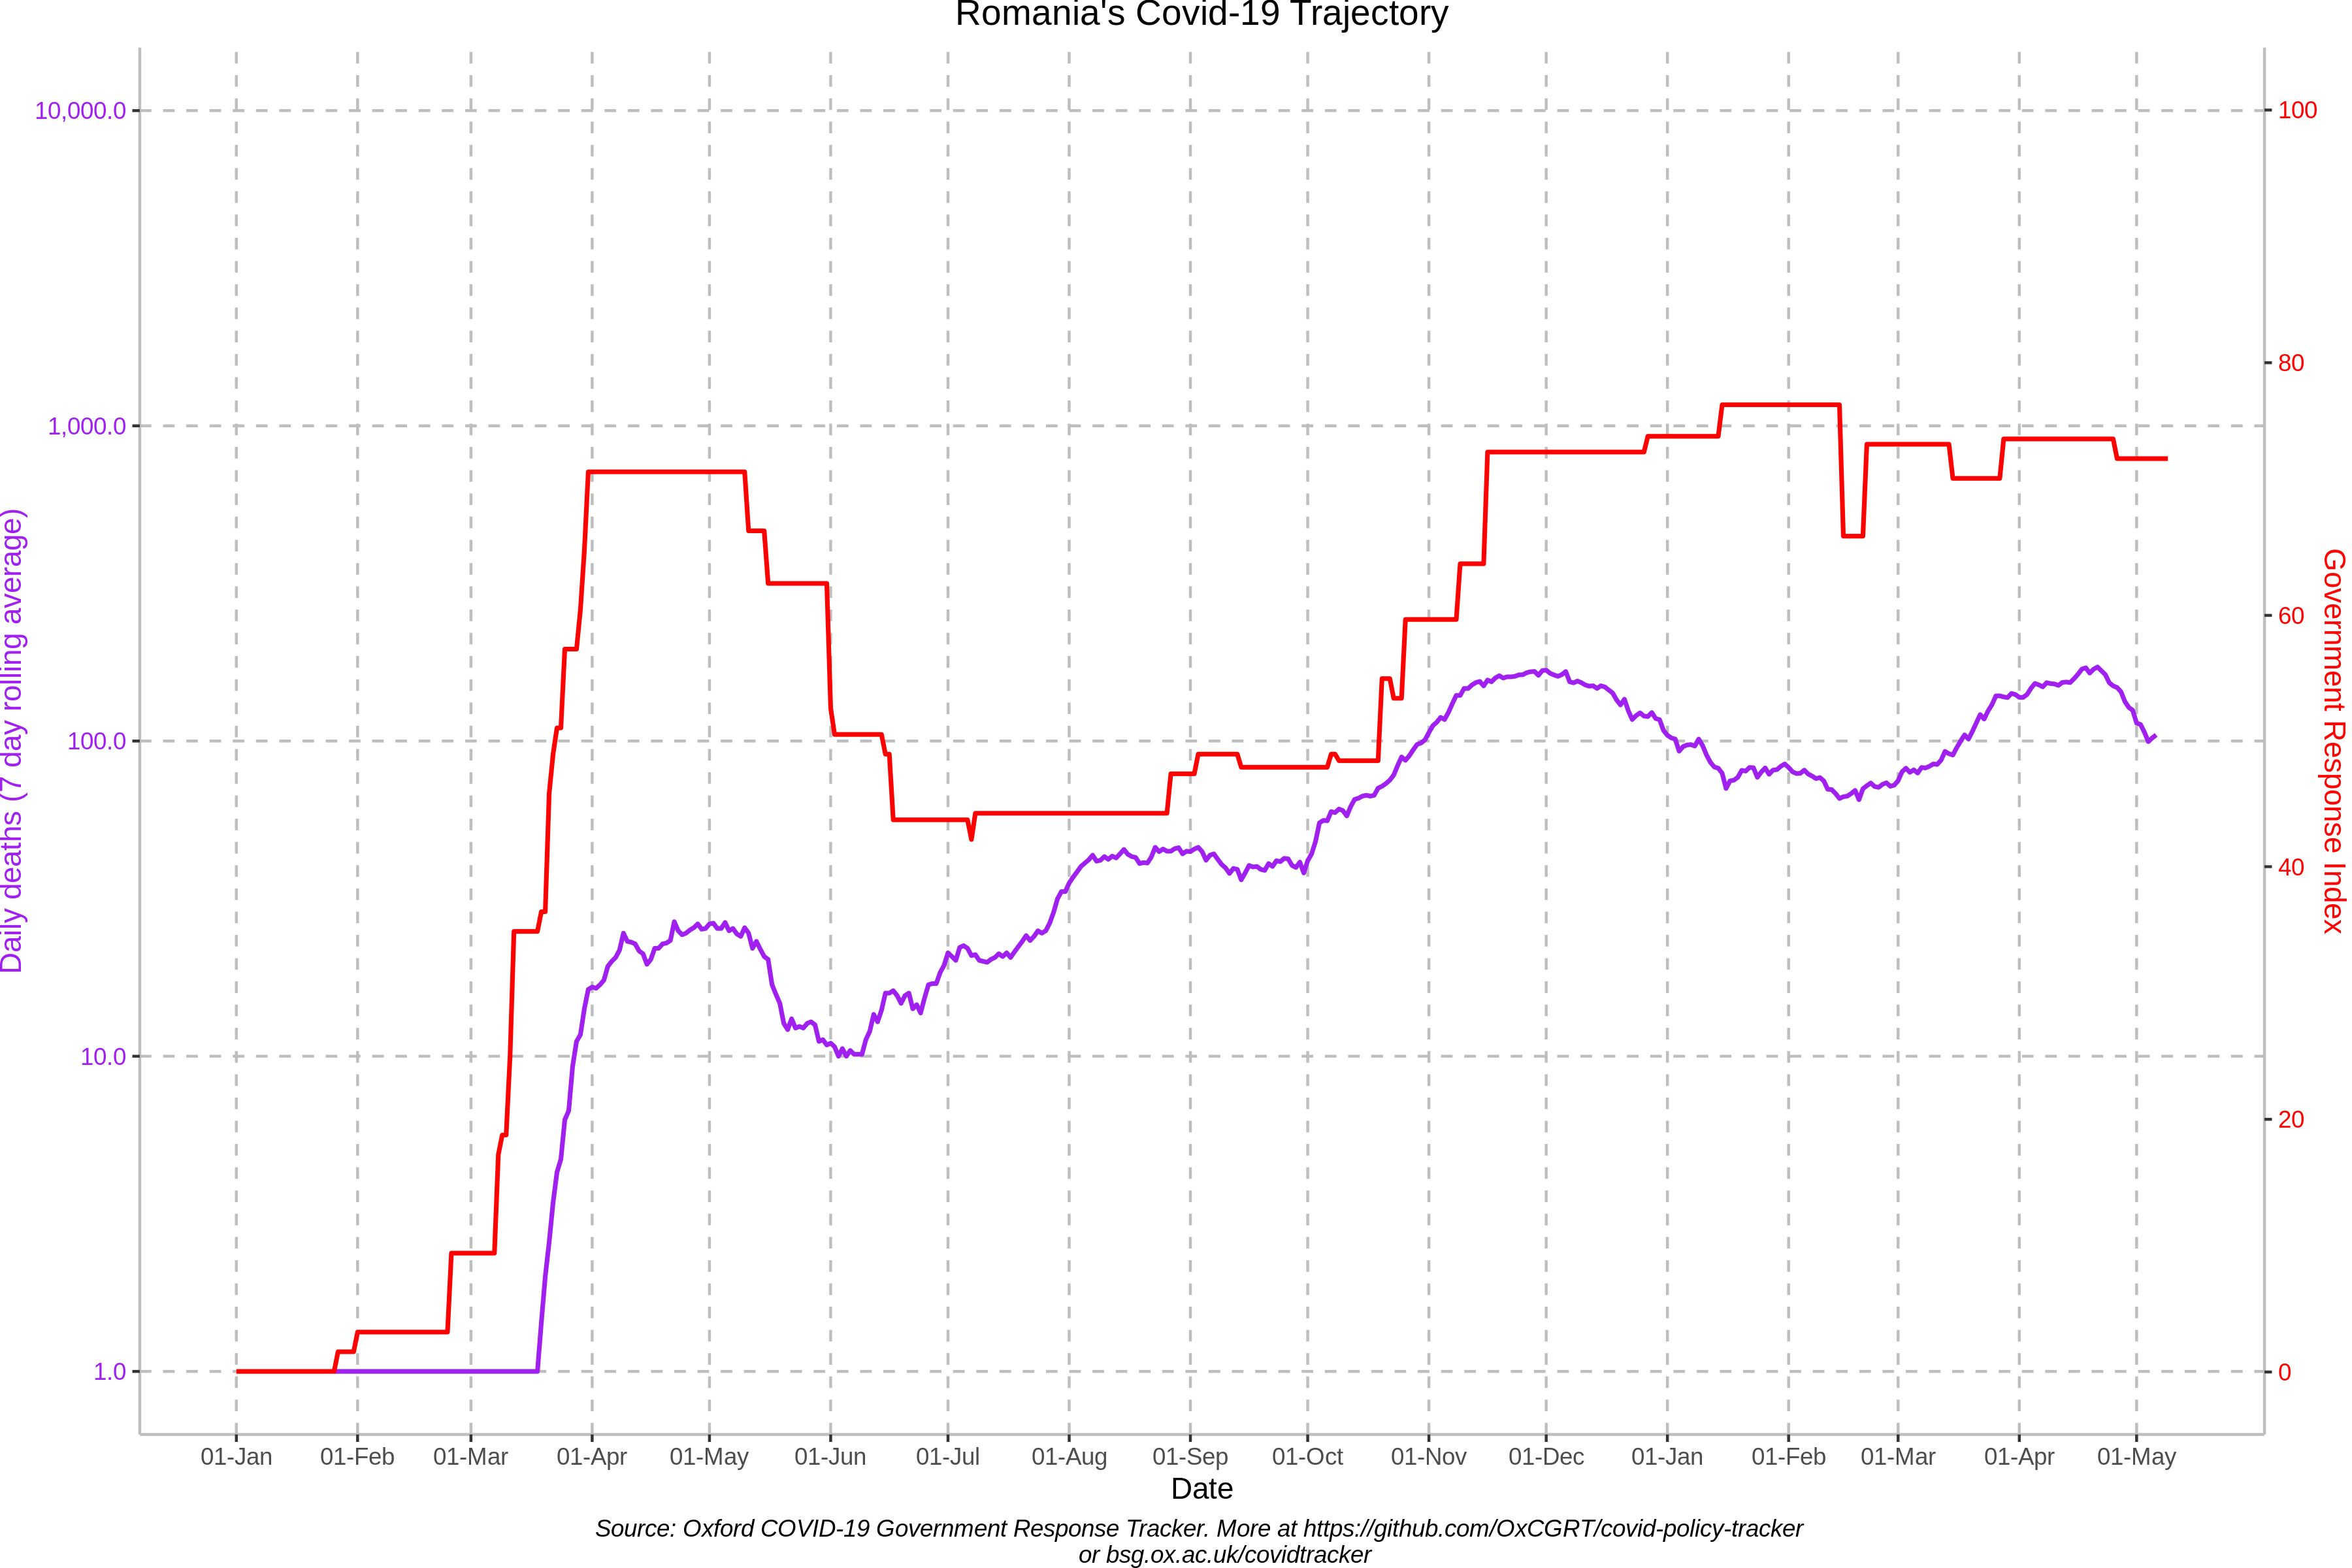 Romania's Covid-19 Trajectory
10,000.0
1,000.0
100.0
10.0
1.0
Daily deaths (7 day rolling average)
100
80
60
40
20
0
Government Response Index
01-Jan 01-Feb 01-Mar 01-Apr 01-May 01-Jun 01-Jul 01-Aug 01-Sep 01-Oct 01-Nov 01-Dec 01-Jan 01-Feb 01-Mar 01-Apr 01-May
Date
Source: Oxford COVID-19 Government Response Tracker. More at https://github.com/OxCGRT/covid-policy-tracker
or bsg.ox.ac.uk/covidtracker